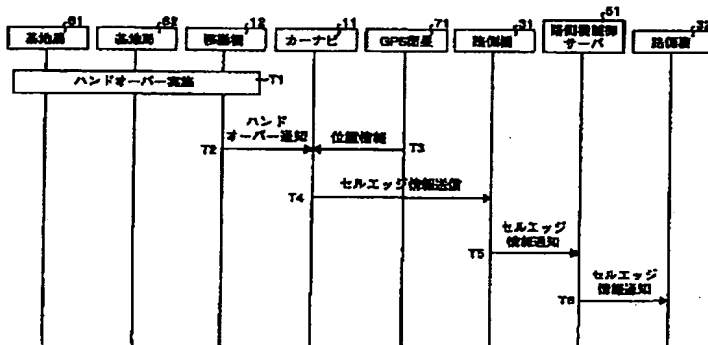 61
62
12
11
71
31
51
32
基地局
基地局
移動機
カーナビ
GPS衛星
路側機
路側機制御
サーバ
路側機
ハンドオーバー実施
T1
ハンド
オーバー通知
位置情報
T2
T3
セルエッジ情報送信
T4
セルエッジ
情報通知
T5
セルエッジ
情報通知
T6